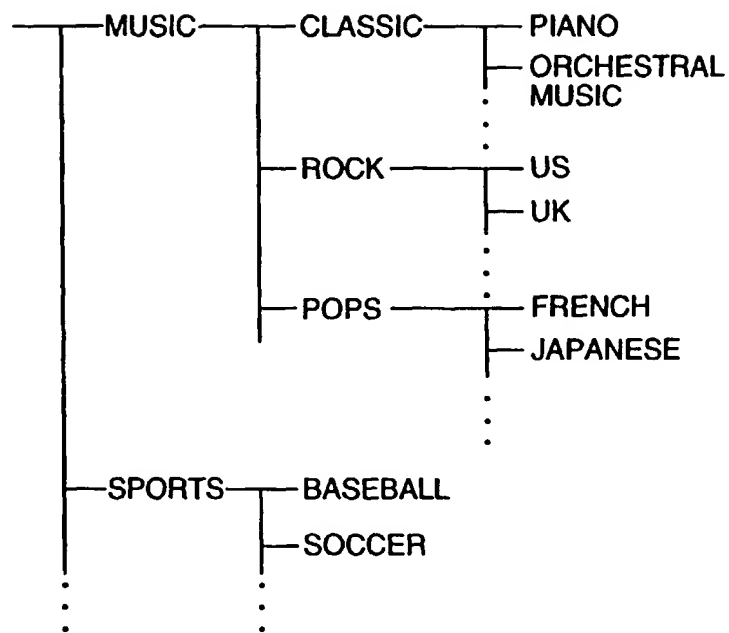 MUSIC CLASSIC PIANO
ORCHESTRAL
MUSIC
ROCK US
UK
POPS FRENCH
JAPANESE
SPORTS BASEBALL
SOCCER